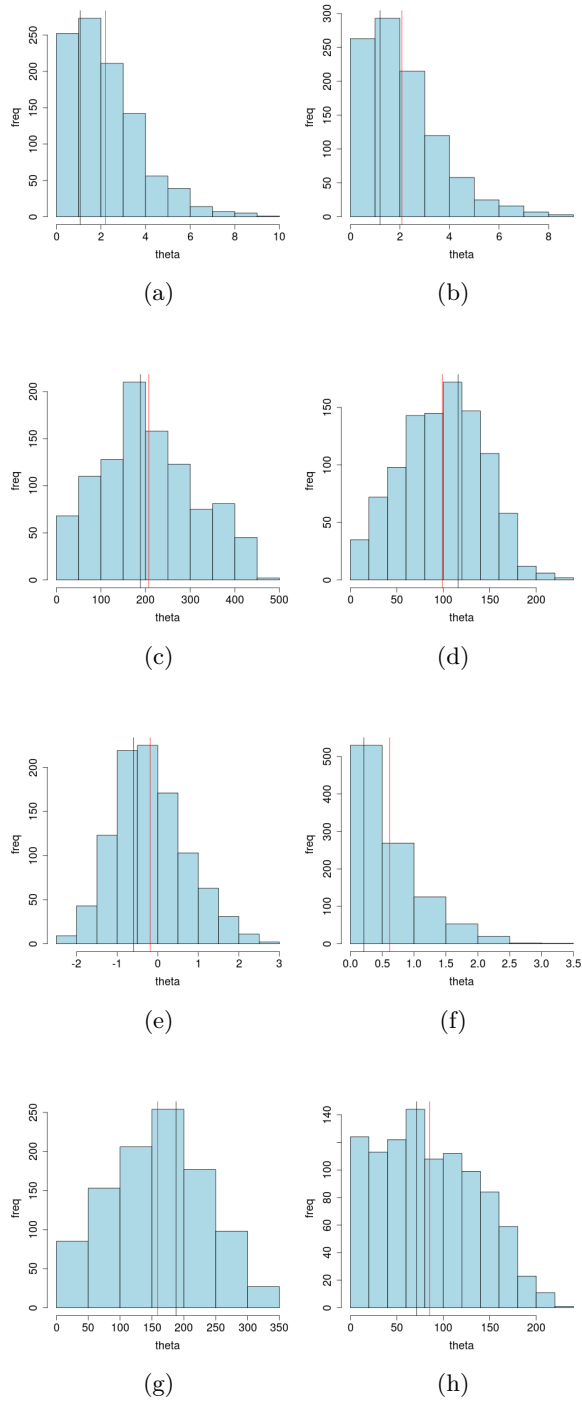 freq
0 50 100 150 200 250
0 2 4 6 8 10
theta
(a)
freq
0 50 100 150 200 250 300
0 2 4 6 8
theta
(b)
freq
0 50 100 150 200
0 100 200 300 400 500
theta
(c)
freq
0 50 100 150
0 50 100 150 200
theta
(d)
freq
0 50 100 150 200
-2 -1 0 1 2 3
theta
(e)
freq
0 100 200 300 400 500
0.0 0.5 1.0 1.5 2.0 2.5 3.0 3.5
theta
(f)
freq
0 50 100 150 200 250
0 50 100 150 200 250 300 350
theta
(g)
freq
0 20 40 60 80 100 140
0 50 100 150 200
theta
(h)